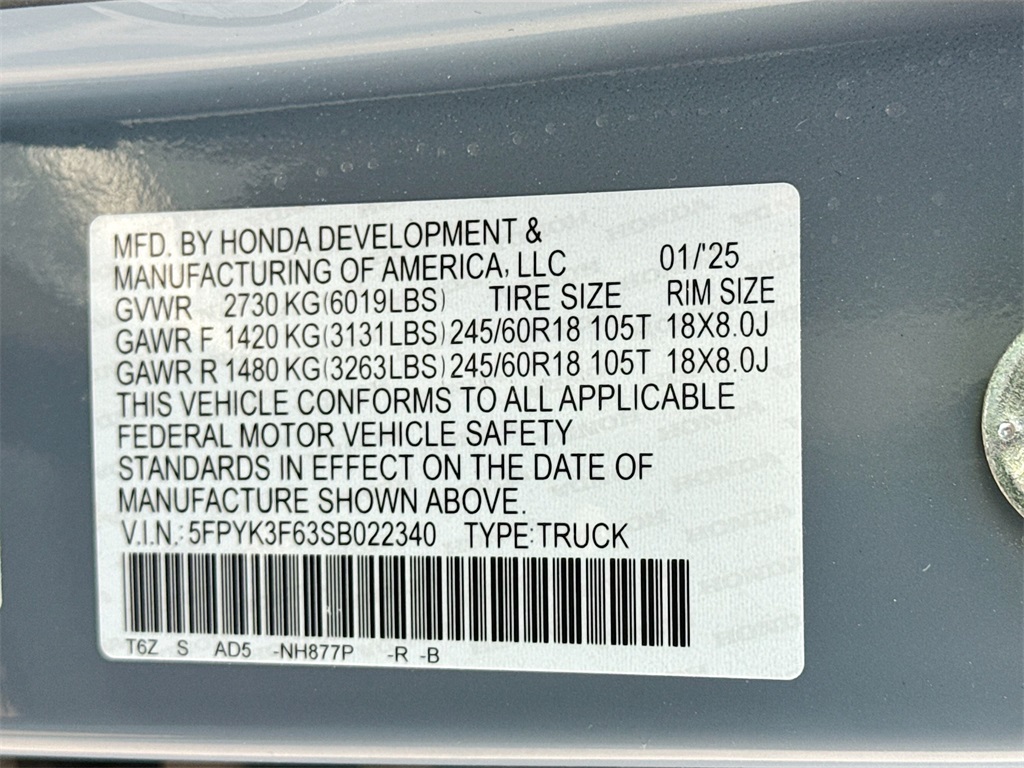 MFD. BY HONDA DEVELOPMENT &
MANUFACTURING OF AMERICA, LLC 01/'25
GVWR 2730 KG(6019LBS) TIRE SIZE RIM SIZE
GAWR F 1420 KG(3131LBS) 245/60R18 105T 18X8.0J
GAWR R 1480 KG(3263LBS) 245/60R18 105T 18X8.0J
THIS VEHICLE CONFORMS TO ALL APPLICABLE
FEDERAL MOTOR VEHICLE SAFETY
STANDARDS IN EFFECT ON THE DATE OF
MANUFACTURE SHOWN ABOVE.
V.I.N.: 5FPYK3F63SB022340 TYPE:TRUCK
T6Z S AD5 -NH877P -R -B